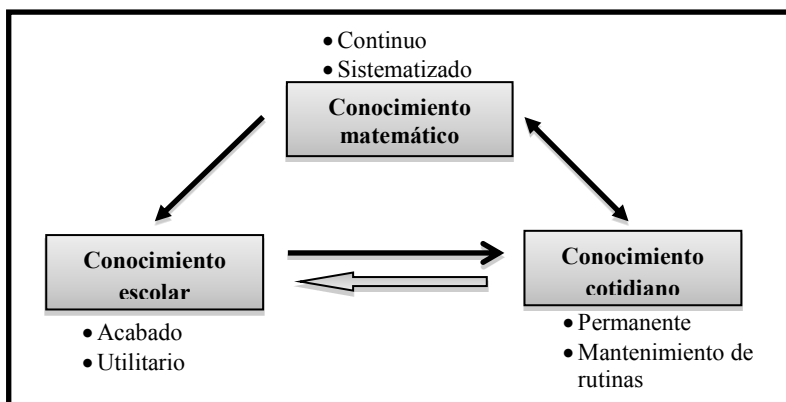 • Continuo
• Sistematizado
Conocimiento
matemático
Conocimiento
escolar
• Acabado
• Utilitario
Conocimiento
cotidiano
• Permanente
• Mantenimiento de
rutinas